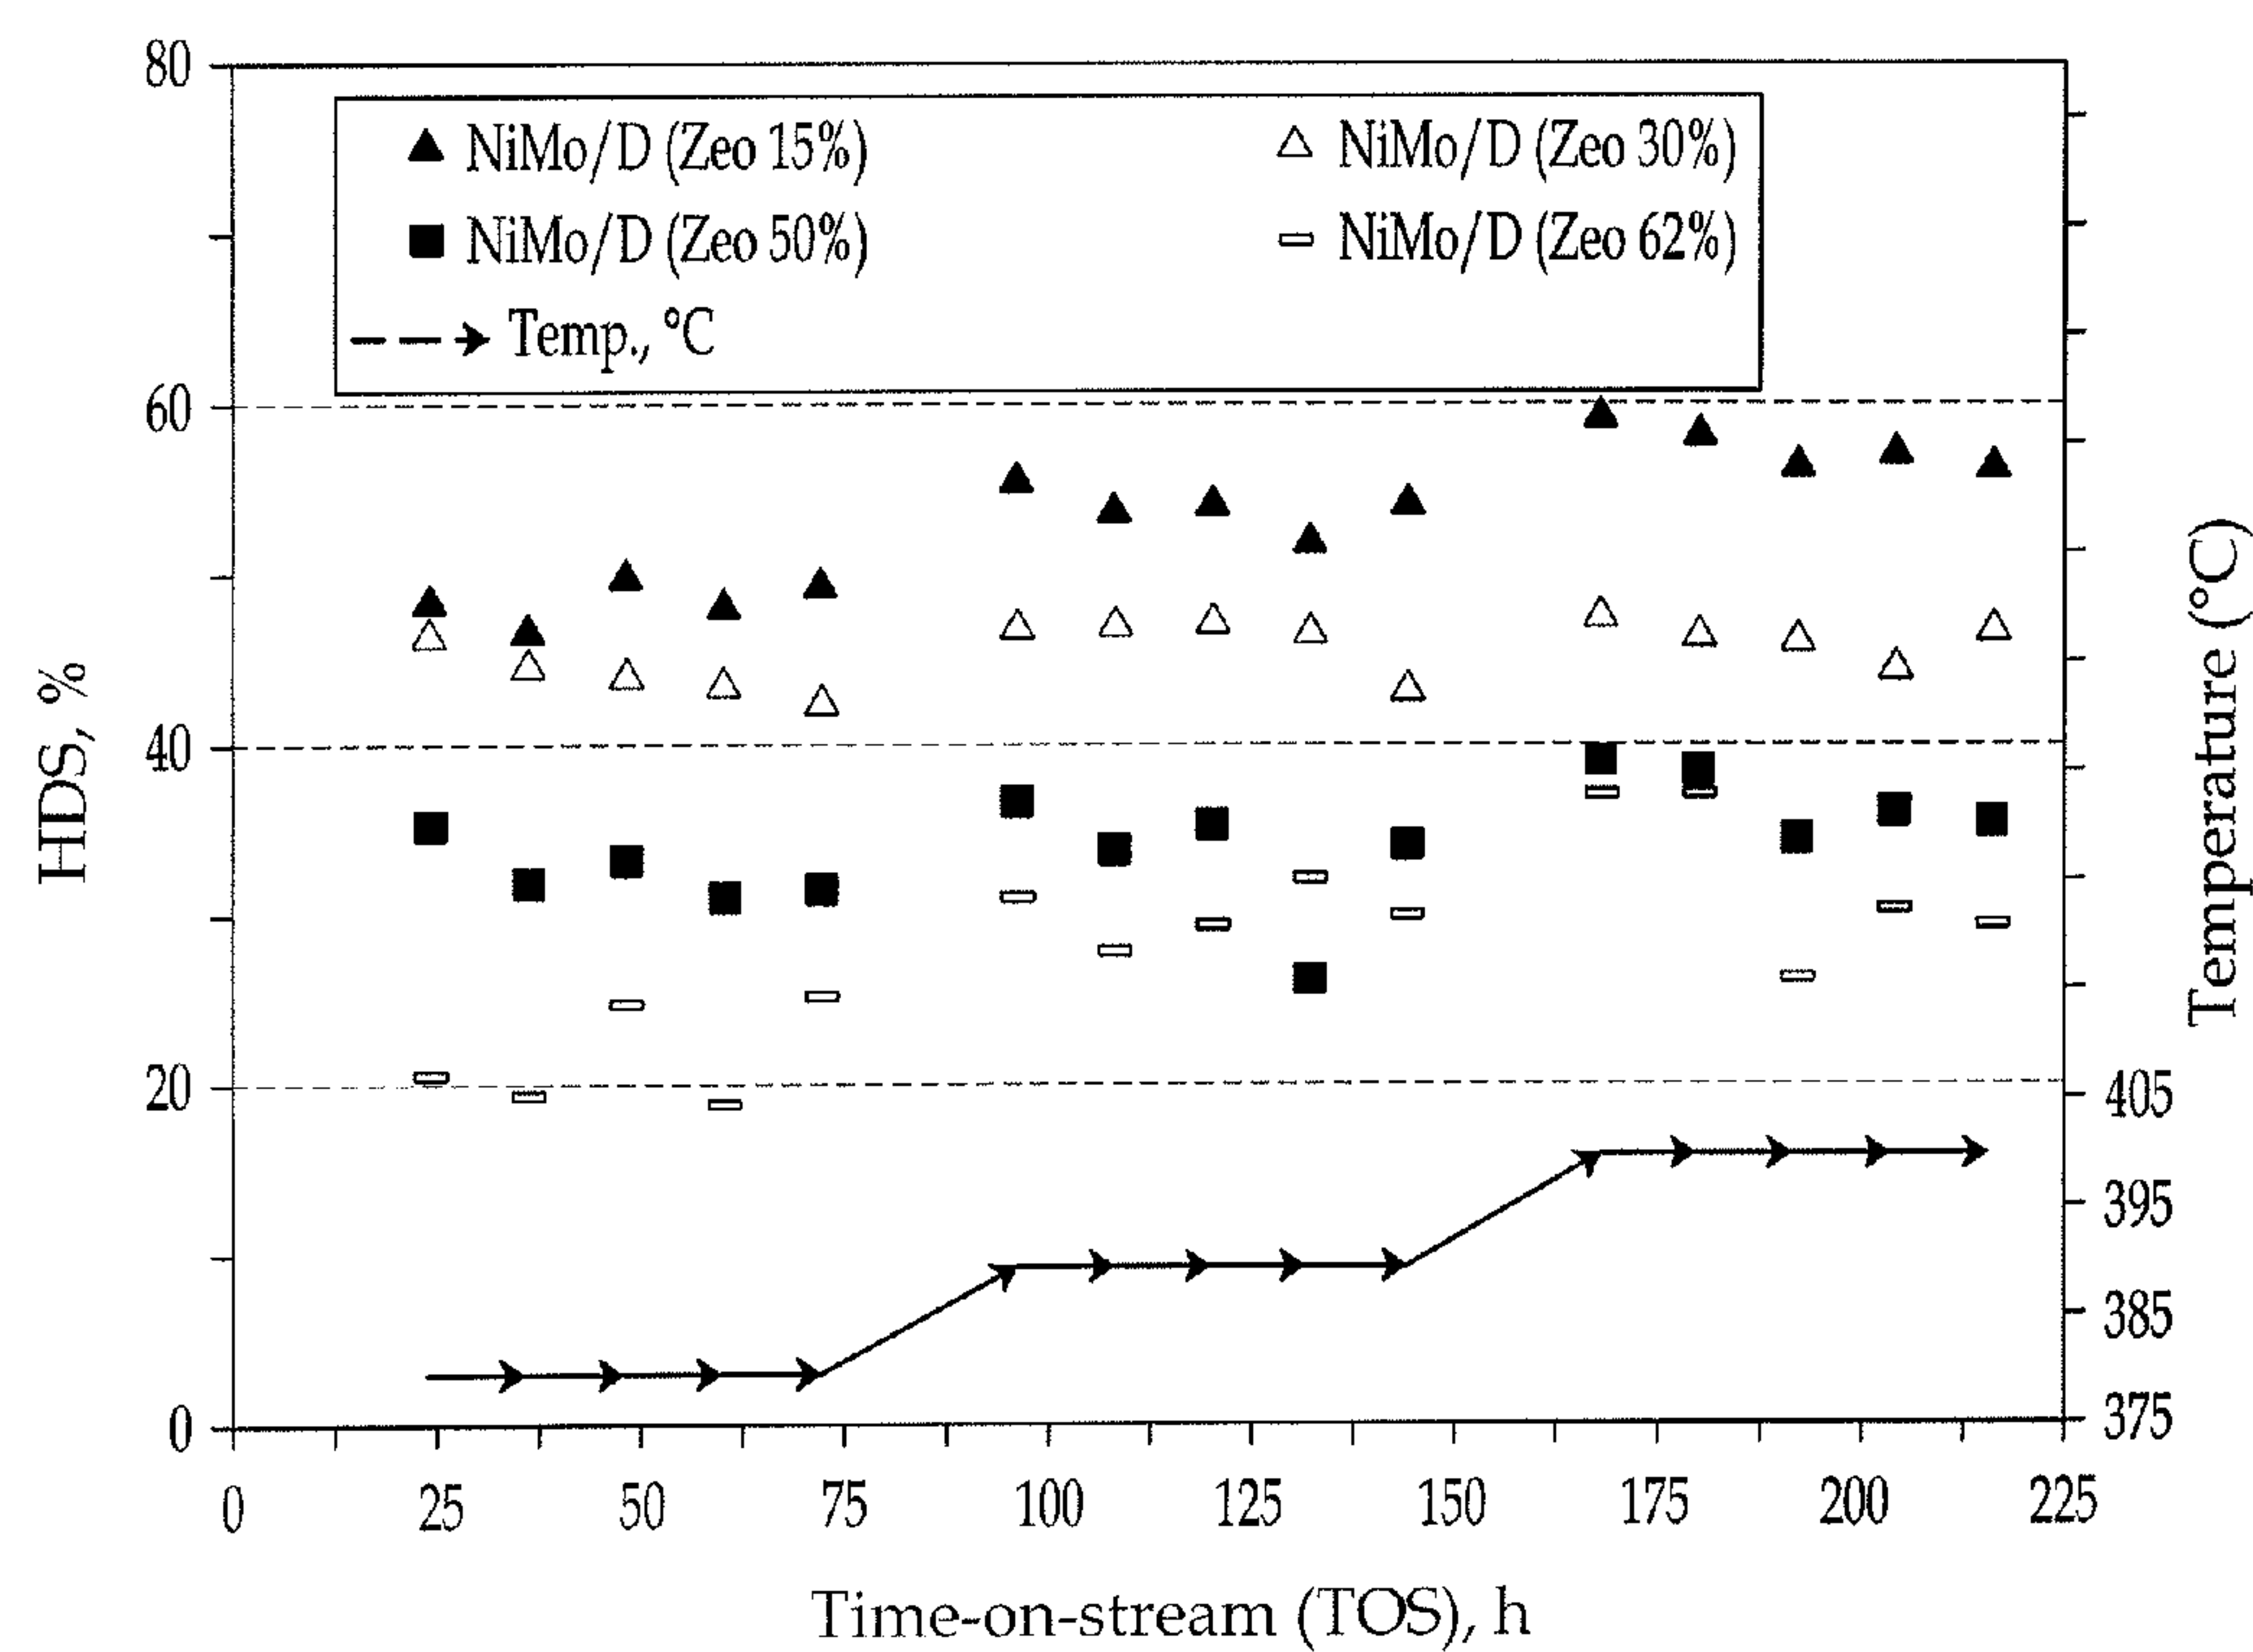 80
NiMo/D (Zeo 15%)
NiMo/D (Zeo 30%)
NiMo/D (Zeo 50%)
NiMo/D (Zeo 62%)
Temp., °C
60
40
20
0
HDS, %
405
395
385
375
Temperature (°C)
0 25 50 75 100 125 150 175 200 225
Time-on-stream (TOS), h